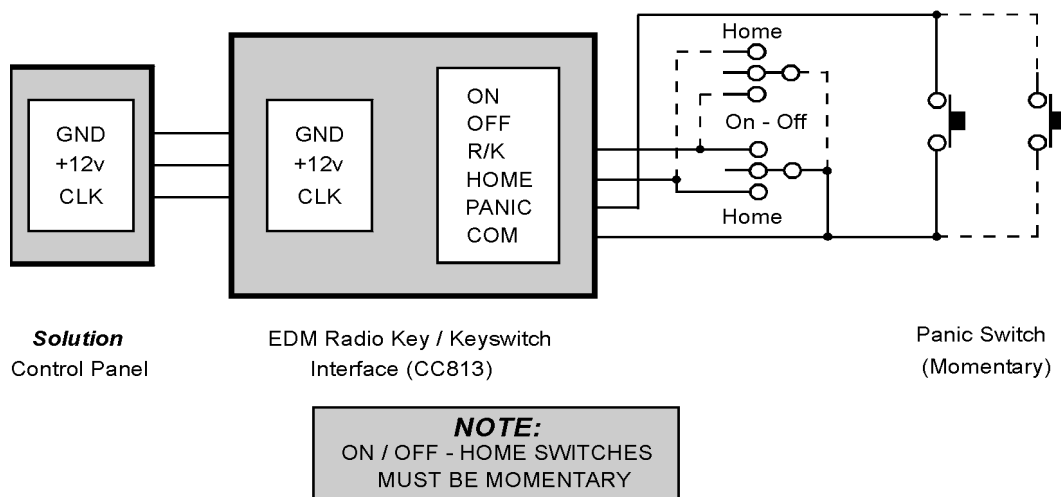 Home
On - Off
Home
GND
+12v
CLK
GND
+12v
CLK
ON
OFF
R/K
HOME
PANIC
COM
Solution
Control Panel
EDM Radio Key / Keyswitch
Interface (CC813)
Panic Switch
(Momentary)
NOTE:
ON / OFF - HOME SWITCHES
MUST BE MOMENTARY